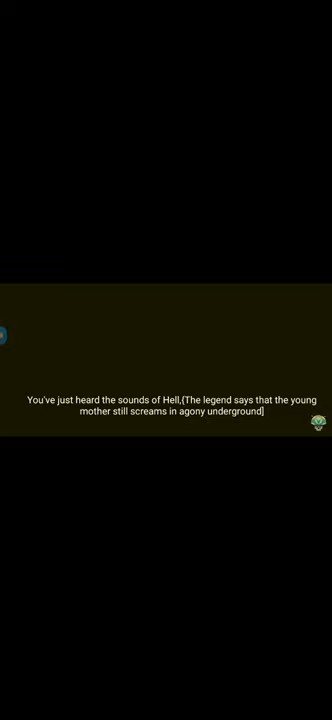 You've just heard the sounds of Hell,(The legend says that the young
mother still screams in agony underground]